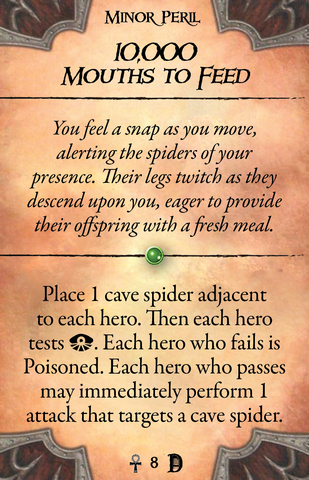 Minor Peril
10,000
Mouths to Feed
You feel a snap as you move,
alerting the spiders of your
presence. Their legs twitch as they
descend upon you, eager to provide
their offspring with a fresh meal.
Place 1 cave spider adjacent
to each hero. Then each hero
tests . Each hero who fails is
Poisoned. Each hero who passes
may immediately perform 1
attack that targets a cave spider.
8 D